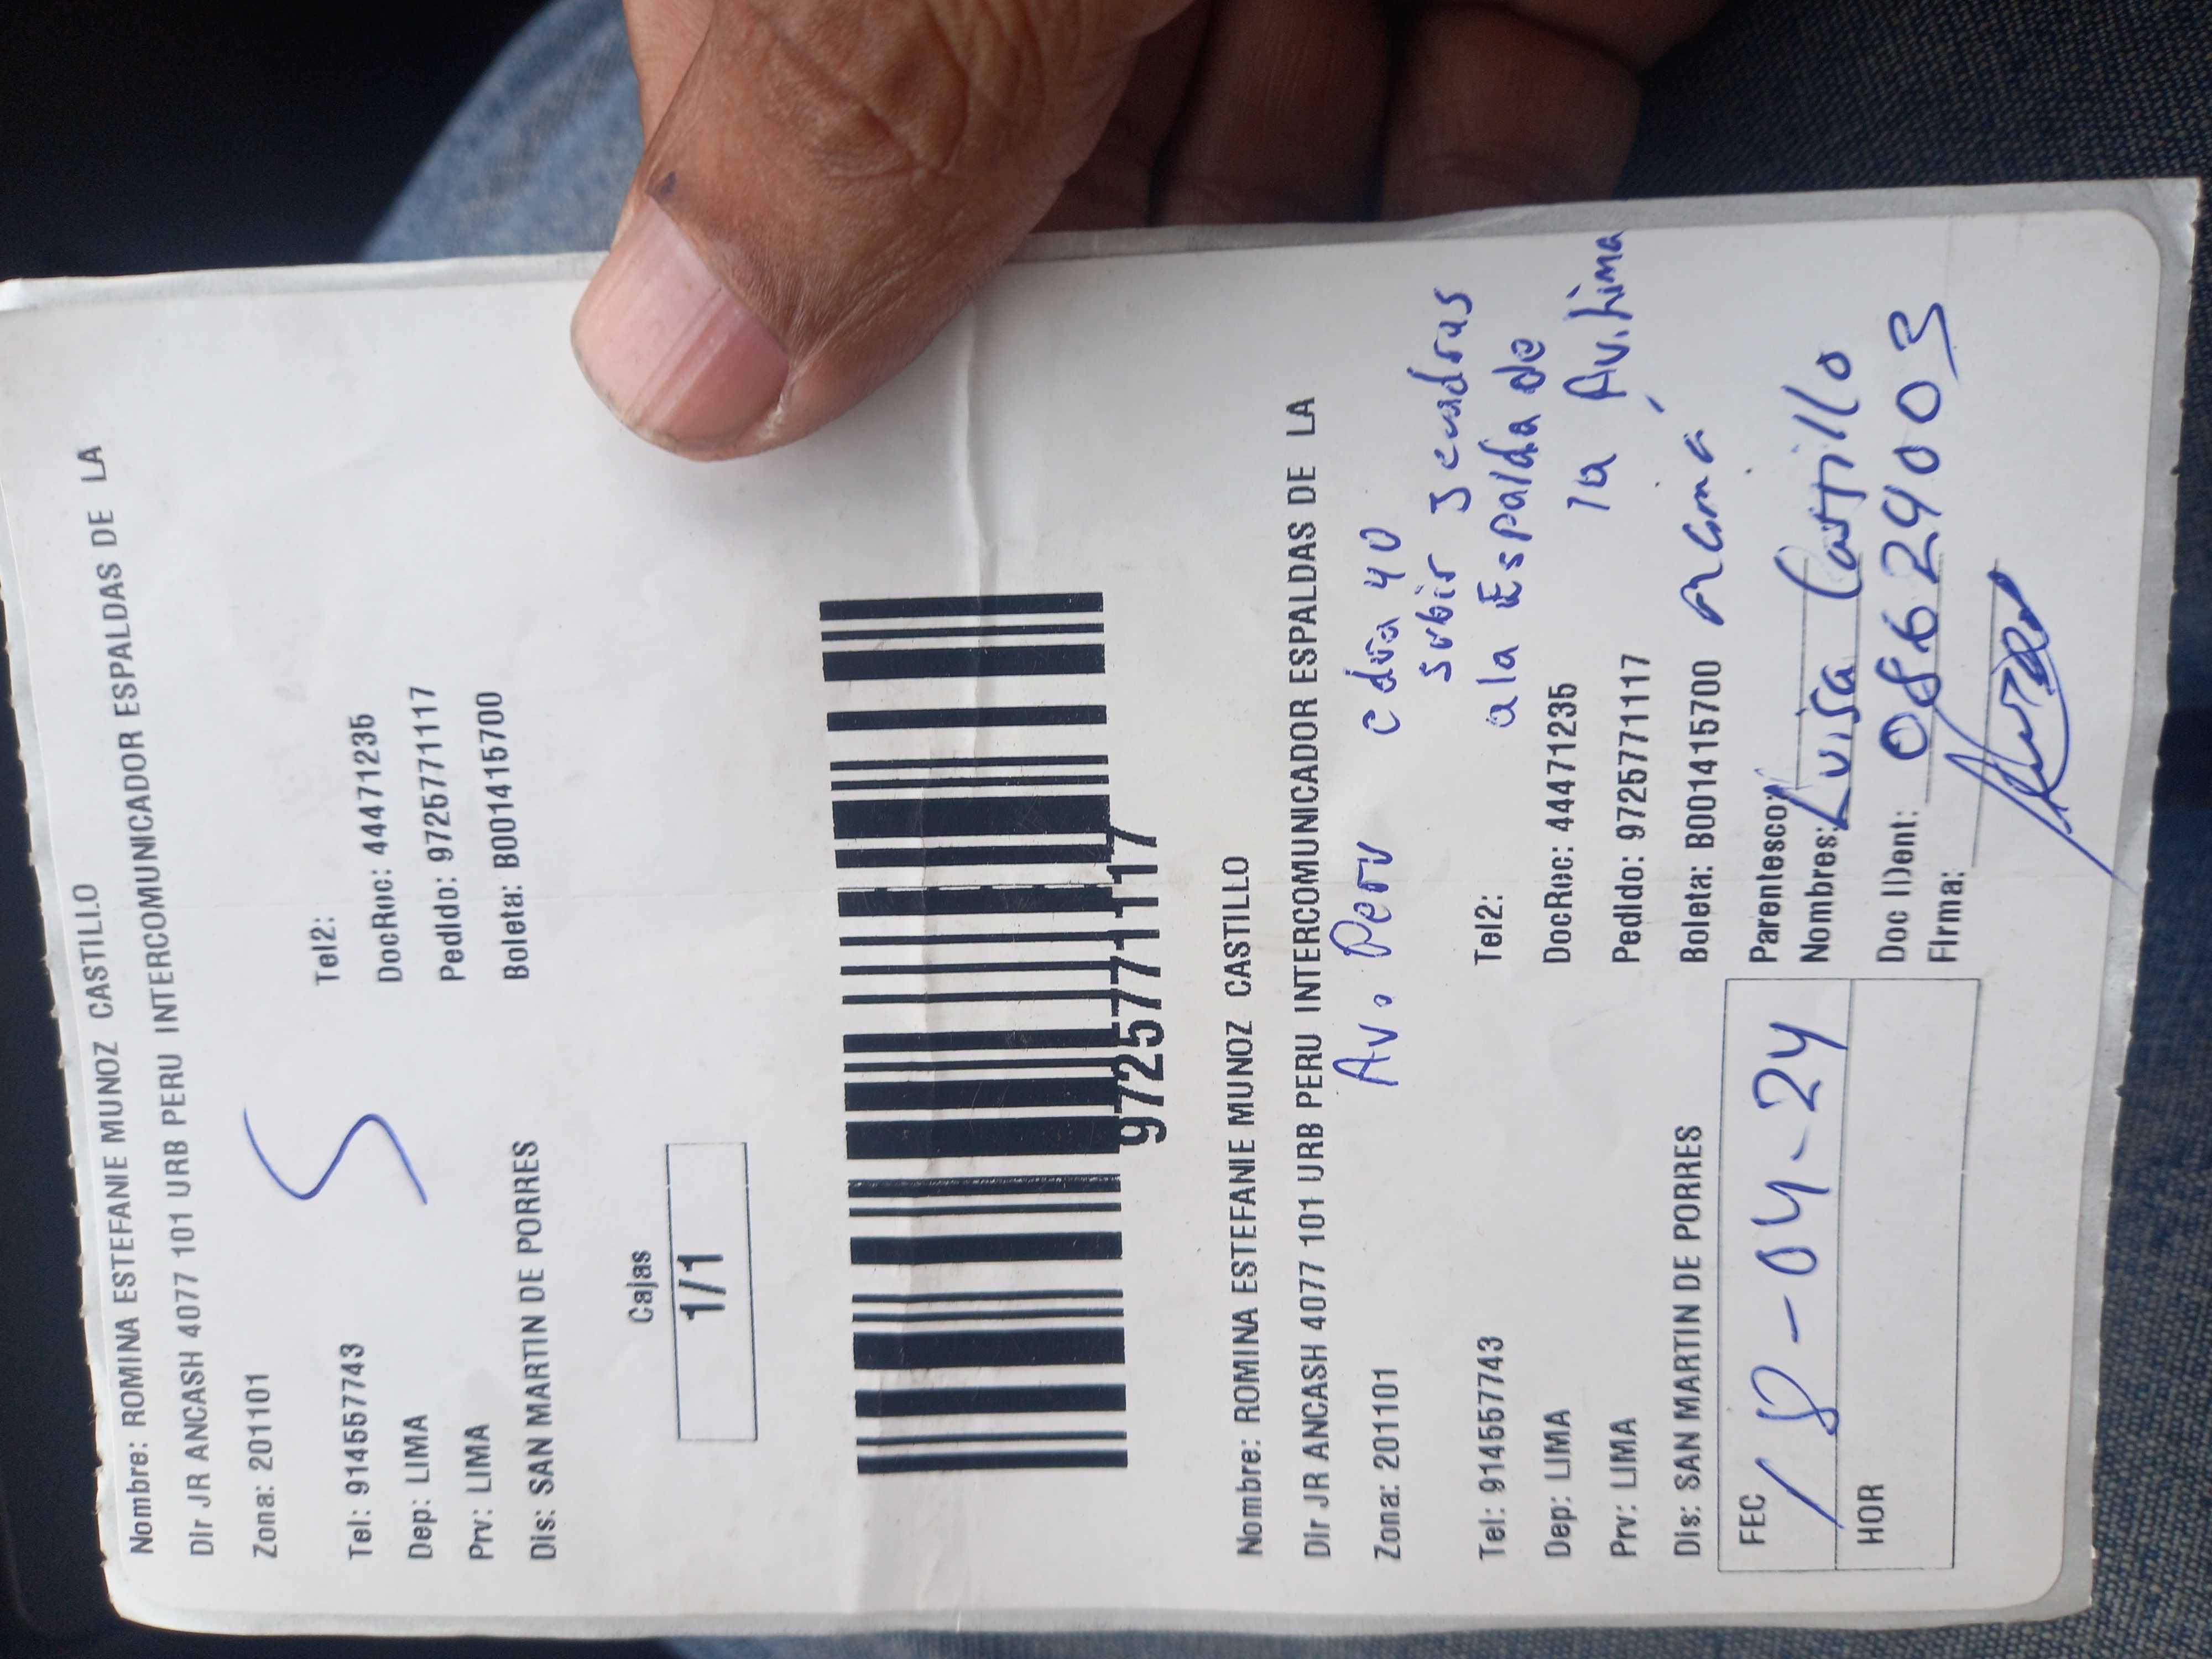 Nombre: ROMINA ESTEFANIE MUNOZ CASTILLO
DIr JR ANCASH 4077 101 URB PERU INTERCOMUNICADOR ESPALDAS DE LA
Zona: 201101
Tel: 914557743 Tel2:
Dep: LIMA DocRec: 44471235
Prv: LIMA Pedido: 9725771117
Dis: SAN MARTIN DE PORRES Boleta: B001415700
S
Cajas
1/1
9725771117
Nombre: ROMINA ESTEFANIE MUNOZ CASTILLO
DIr JR ANCASH 4077 101 URB PERU INTERCOMUNICADOR ESPALDAS DE LA
Zona: 201101 Av. Peru cdra 40
subir 3 cuadras
Tel: 914557743 Tel2: a la Espalda de
Dep: LIMA DocRec: 44471235 la Av. Lima
Prv: LIMA Pedido: 9725771117
Dis: SAN MARTIN DE PORRES Boleta: B001415700
FEC 18-04-24 Parentesco:
Nombres: Luisa Castillo
HOR Doc IDent: 08624003
Firma: